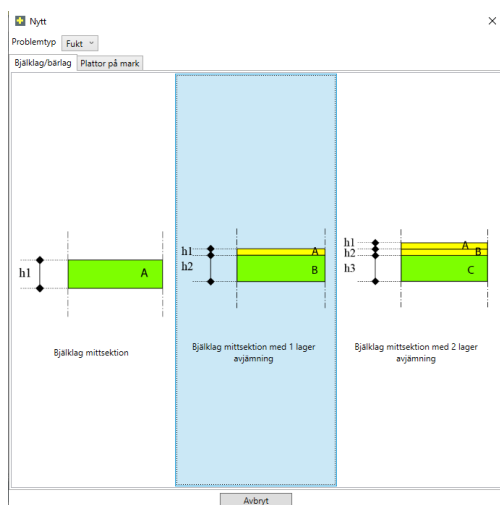 Nytt
Problemtyp Fukt
Bjälklag/bärlag Plattor på mark
h1 A
Bjälklag mittsektion
h1 A
h2 B
Bjälklag mittsektion med 1 lager
avjämning
h1 A
h2 B
h3 C
Bjälklag mittsektion med 2 lager
avjämning
Avbryt